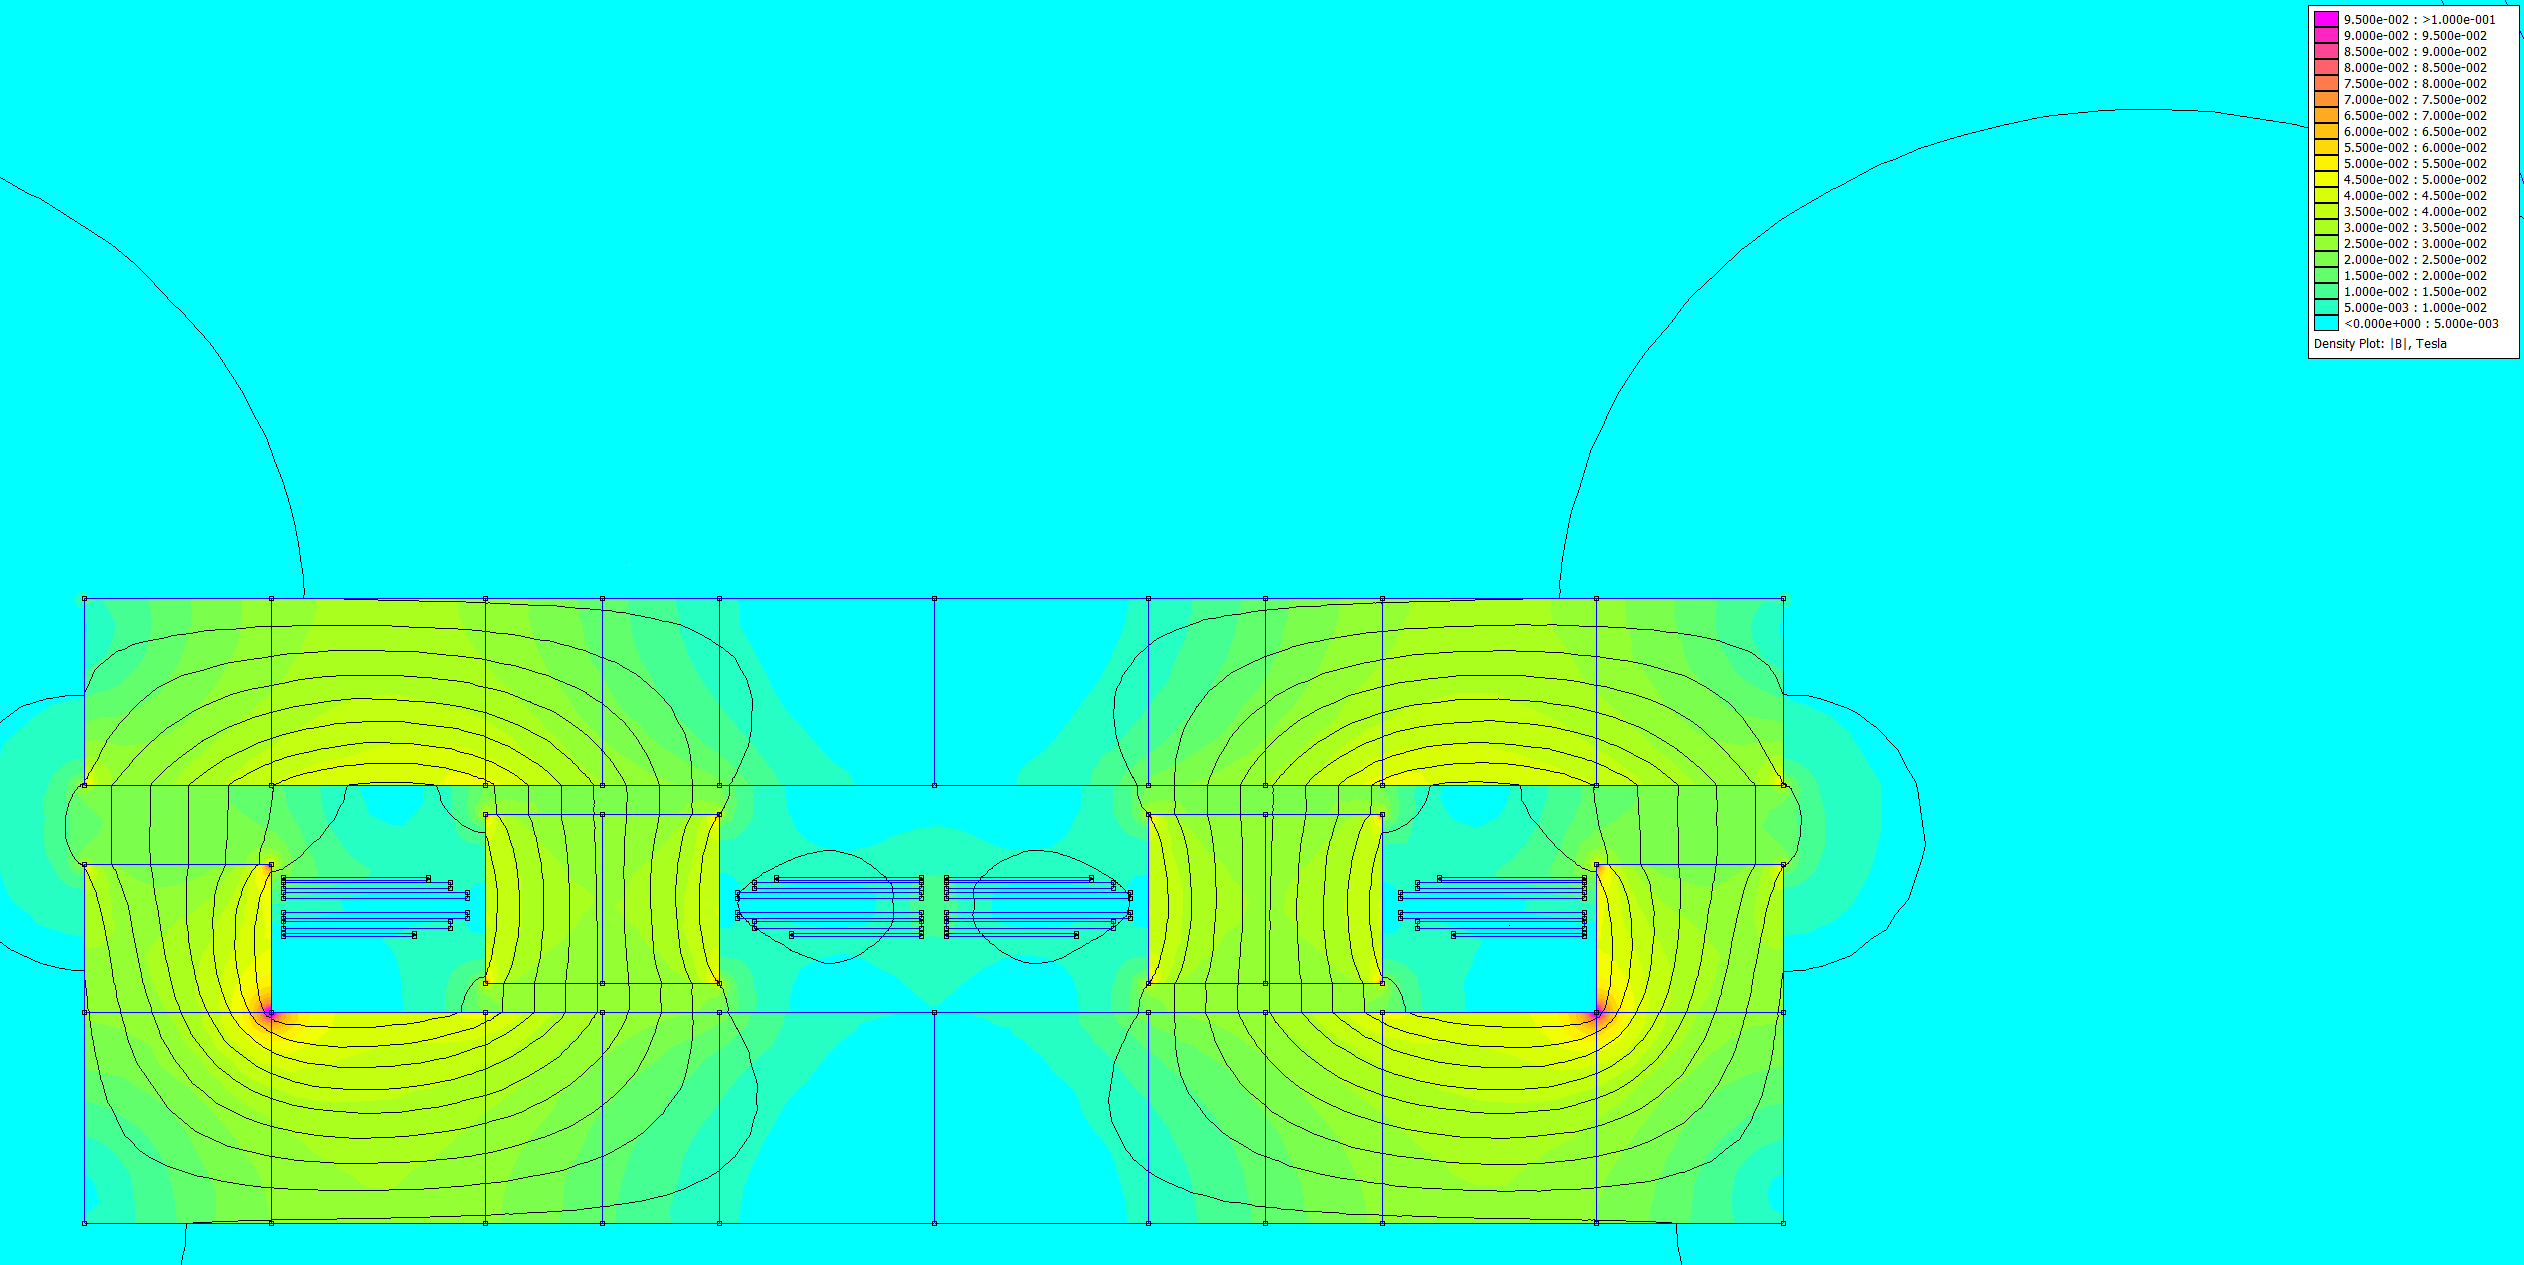 9.500e-002 : >1.000e-001
9.000e-002 : 9.500e-002
8.500e-002 : 9.000e-002
8.000e-002 : 8.500e-002
7.500e-002 : 8.000e-002
7.000e-002 : 7.500e-002
6.500e-002 : 7.000e-002
6.000e-002 : 6.500e-002
5.500e-002 : 6.000e-002
5.000e-002 : 5.500e-002
4.500e-002 : 5.000e-002
4.000e-002 : 4.500e-002
3.500e-002 : 4.000e-002
3.000e-002 : 3.500e-002
2.500e-002 : 3.000e-002
2.000e-002 : 2.500e-002
1.500e-002 : 2.000e-002
1.000e-002 : 1.500e-002
5.000e-003 : 1.000e-002
<0.000e+000 : 5.000e-003
Density Plot: |B|, Tesla